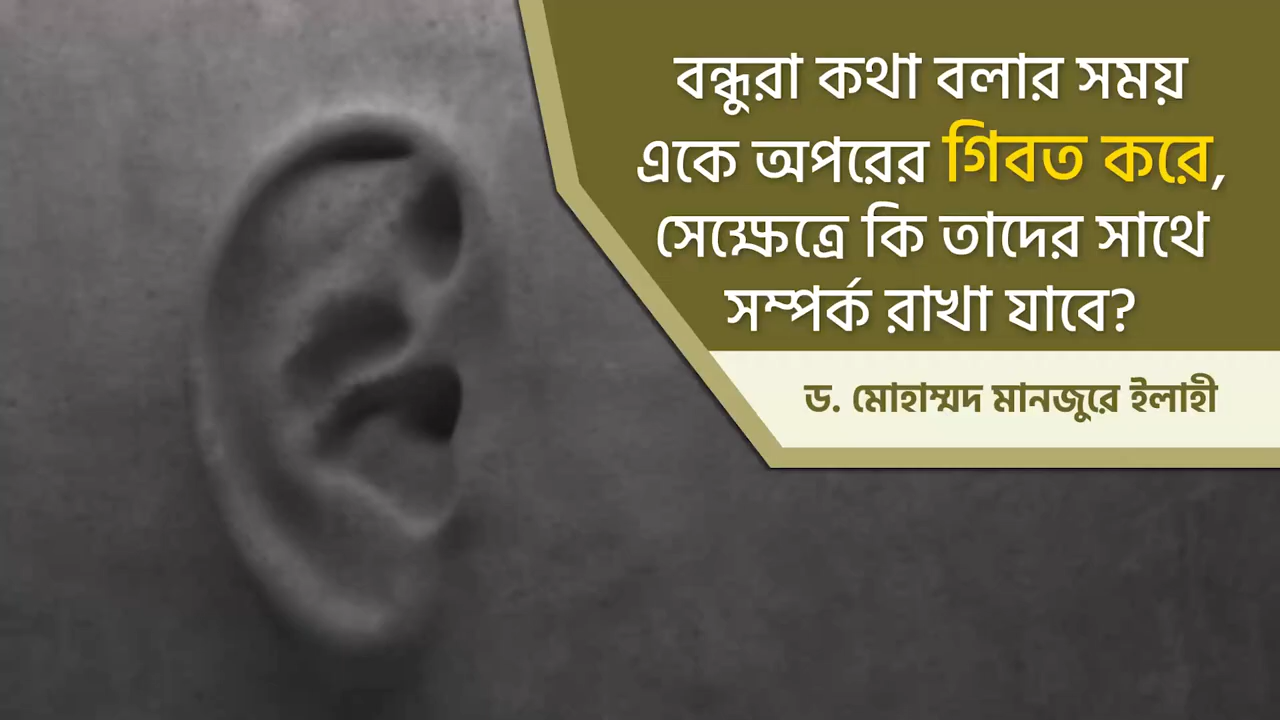 বন্ধুরা কথা বলার সময়
একে অপরের গিবত করে,
সেক্ষেত্রে কি তাদের সাথে
সম্পর্ক রাখা যাবে?
ড. মোহাম্মদ মানজুরে ইলাহী